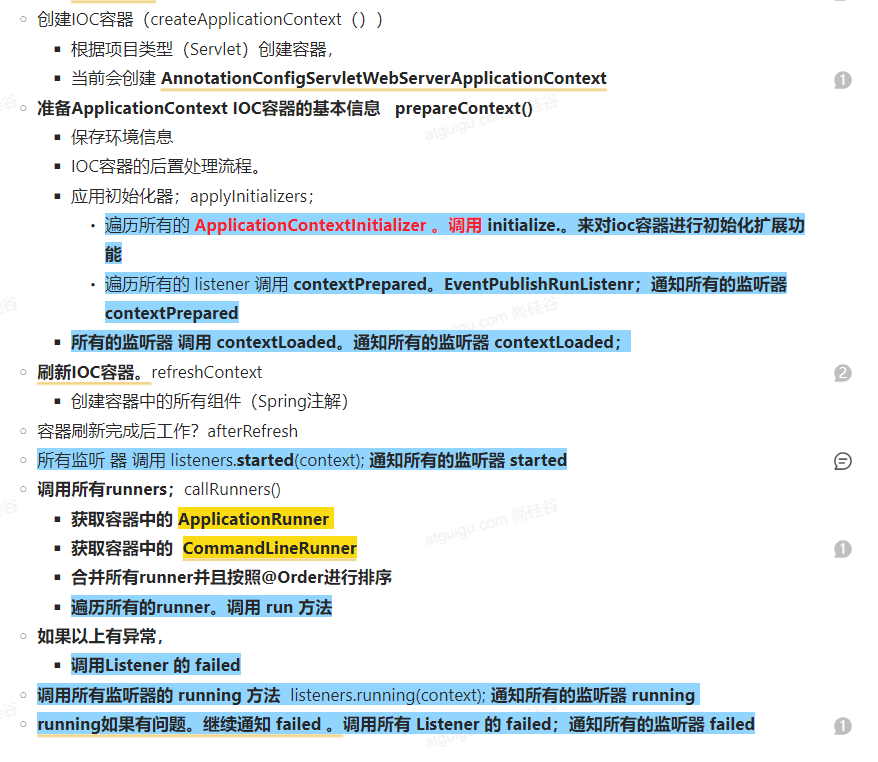 创建IOC容器（createApplicationContext（））
根据项目类型（Servlet）创建容器，
当前会创建 AnnotationConfigServletWebServerApplicationContext
1
准备ApplicationContext IOC容器的基本信息 prepareContext()
保存环境信息
IOC容器的后置处理流程。
应用初始化器；applyInitializers；
遍历所有的 ApplicationContextInitializer 。调用 initialize.。来对ioc容器进行初始化扩展功
能
遍历所有的 listener 调用 contextPrepared。EventPublishRunListenr；通知所有的监听器
contextPrepared
所有的监听器 调用 contextLoaded。通知所有的监听器 contextLoaded；
刷新IOC容器。refreshContext
2
创建容器中的所有组件（Spring注解）
容器刷新完成后工作？afterRefresh
所有监听 器 调用 listeners.started(context); 通知所有的监听器 started
调用所有runners；callRunners()
获取容器中的 ApplicationRunner
获取容器中的 CommandLineRunner
1
合并所有runner并且按照@Order进行排序
遍历所有的runner。调用 run 方法
如果以上有异常，
调用Listener 的 failed
调用所有监听器的 running 方法 listeners.running(context); 通知所有的监听器 running
running如果有问题。继续通知 failed 。调用所有 Listener 的 failed；通知所有的监听器 failed
1
atguigu.com 尚硅谷